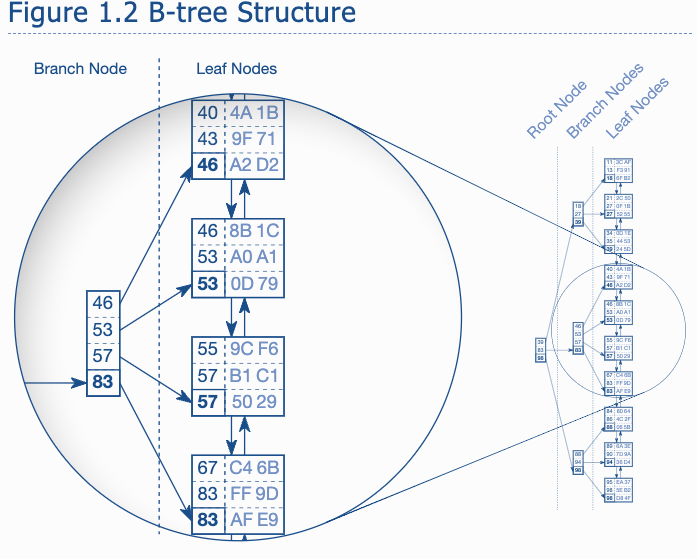 Figure 1.2 B-tree Structure
Branch Node
Leaf Nodes
46
53
57
83
40 4A 1B
43 9F 71
46 A2 D2
46 8B 1C
53 A0 A1
53 0D 79
55 9C F6
57 B1 C1
57 50 29
67 C4 6B
83 FF 9D
83 AF E9
Root Node
Branch Nodes
Leaf Nodes
39
83
98
18
27
39
46
53
57
83
88
94
98
11 3C AF
13 F3 91
18 6F B2
21 2C 50
27 0F 1B
27 52 55
34 0D 1E
35 44 53
39 24 5D
40 4A 1B
43 9F 71
46 A2 D2
46 8B 1C
53 A0 A1
53 0D 79
55 9C F6
57 B1 C1
57 50 29
67 C4 6B
83 FF 9D
83 AF E9
84 80 64
86 4C 2F
88 06 5B
89 6A 3E
90 7D 9A
94 36 D4
95 EA 37
98 5E B2
98 D8 4F